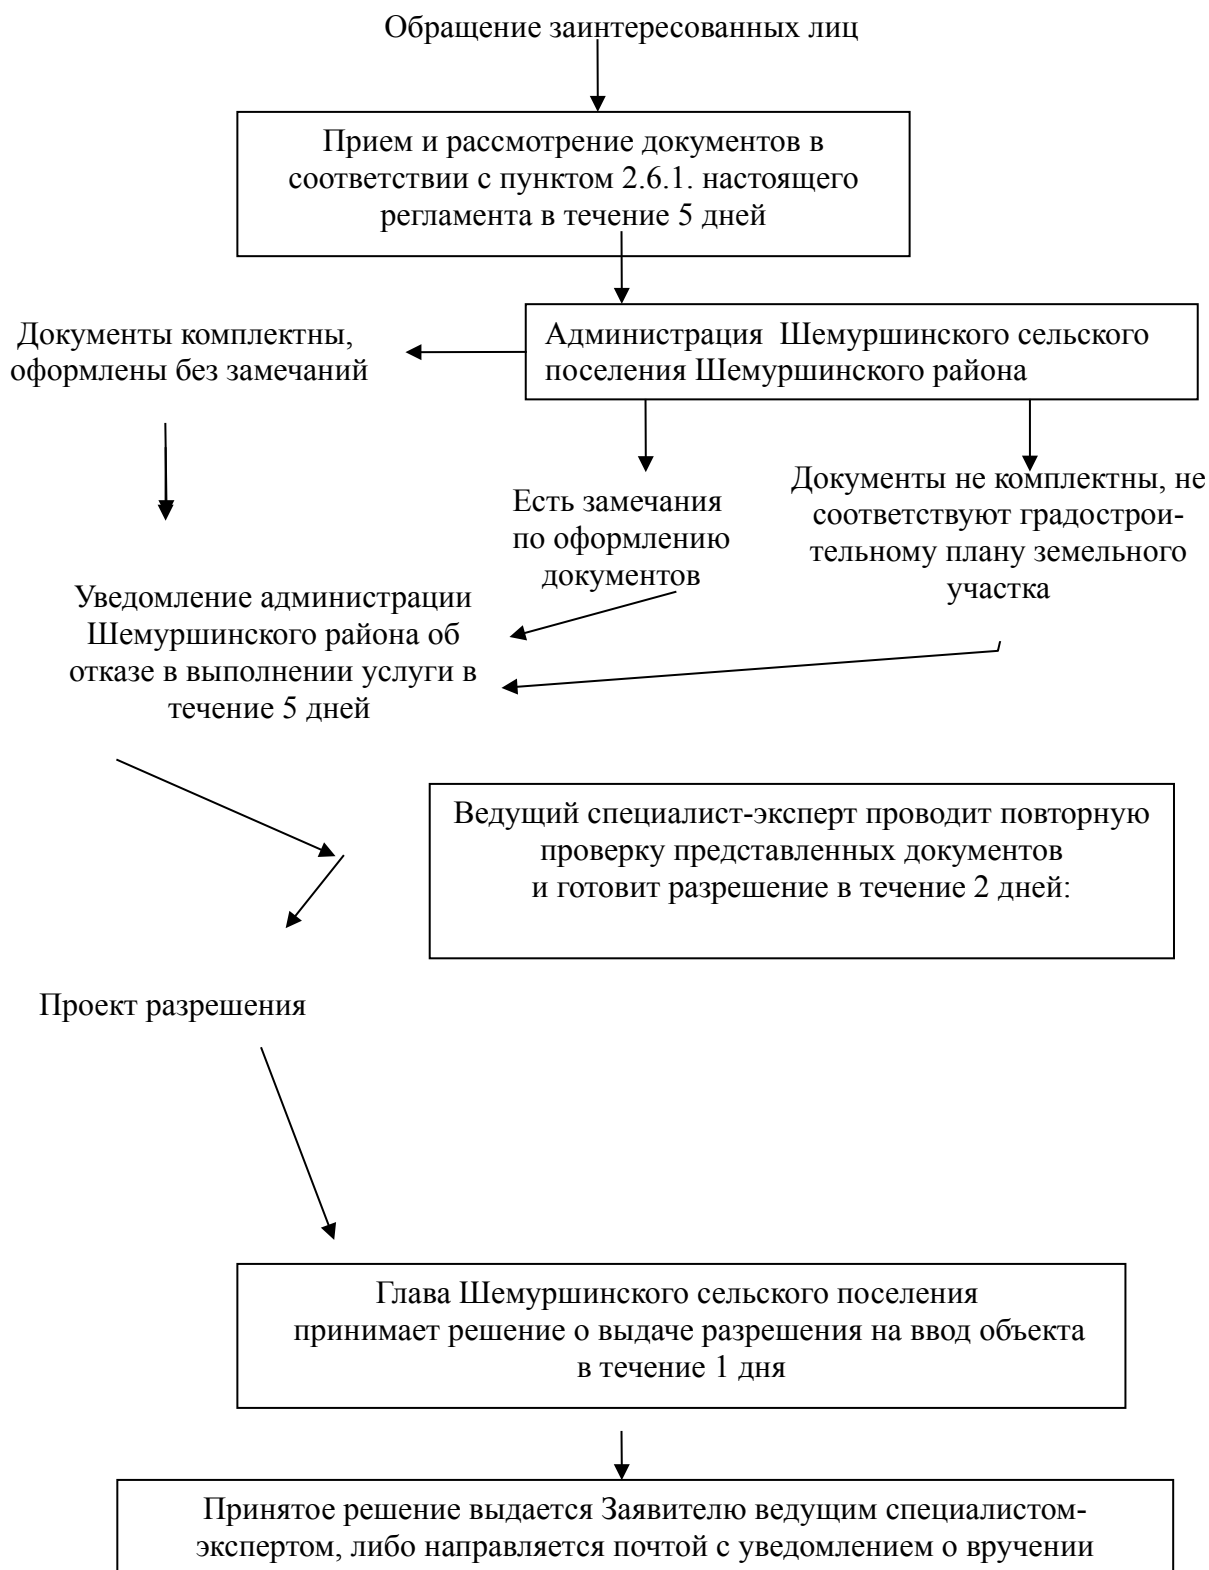 Обращение заинтересованных лиц
Прием и рассмотрение документов в
соответствии с пунктом 2.6.1. настоящего
регламента в течение 5 дней
Администрация Шемуршинского сельского
поселения Шемуршинского района
Документы комплектны,
оформлены без замечаний
Есть замечания
по оформлению
документов
Документы не комплектны, не
соответствуют градострои-
тельному плану земельного
участка
Уведомление администрации
Шемуршинского района об
отказе в выполнении услуги в
течение 5 дней
Ведущий специалист-эксперт проводит повторную
проверку представленных документов
и готовит разрешение в течение 2 дней:
Проект разрешения
Глава Шемуршинского сельского поселения
принимает решение о выдаче разрешения на ввод объекта
в течение 1 дня
Принятое решение выдается Заявителю ведущим специалистом-
экспертом, либо направляется почтой с уведомлением о вручении